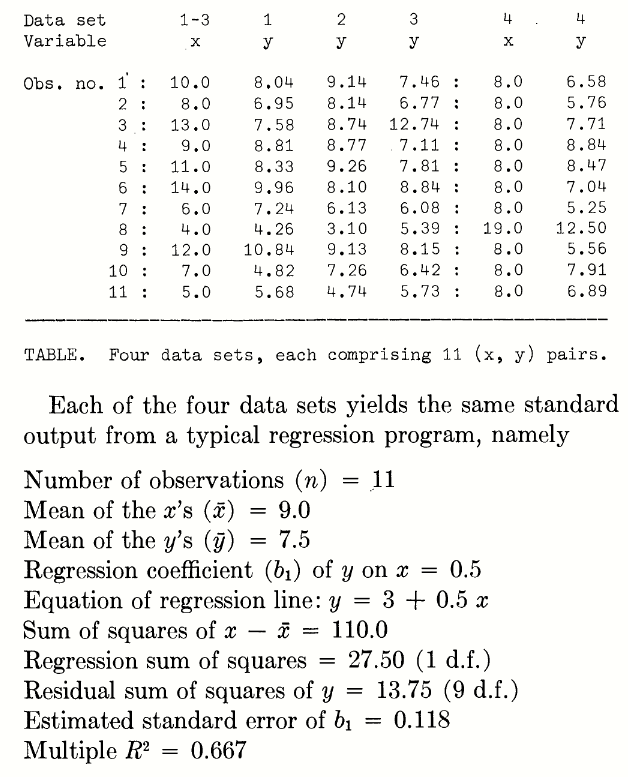 Data set 1-3 1 2 3 4 4
Variable x y y y x y
Obs. no. 1 : 10.0 8.04 9.14 7.46 : 8.0 6.58
2 : 8.0 6.95 8.14 6.77 : 8.0 5.76
3 : 13.0 7.58 8.74 12.74 : 8.0 7.71
4 : 9.0 8.81 8.77 7.11 : 8.0 8.84
5 : 11.0 8.33 9.26 7.81 : 8.0 8.47
6 : 14.0 9.96 8.10 8.84 : 8.0 7.04
7 : 6.0 7.24 6.13 6.08 : 8.0 5.25
8 : 4.0 4.26 3.10 5.39 : 19.0 12.50
9 : 12.0 10.84 9.13 8.15 : 8.0 5.56
10 : 7.0 4.82 7.26 6.42 : 8.0 7.91
11 : 5.0 5.68 4.74 5.73 : 8.0 6.89
TABLE. Four data sets, each comprising 11 (x, y) pairs.
Each of the four data sets yields the same standard
output from a typical regression program, namely
Number of observations (n) = 11
Mean of the x's (x̄) = 9.0
Mean of the y's (ȳ) = 7.5
Regression coefficient (b₁) of y on x = 0.5
Equation of regression line: y = 3 + 0.5 x
Sum of squares of x − x̄ = 110.0
Regression sum of squares = 27.50 (1 d.f.)
Residual sum of squares of y = 13.75 (9 d.f.)
Estimated standard error of b₁ = 0.118
Multiple R² = 0.667